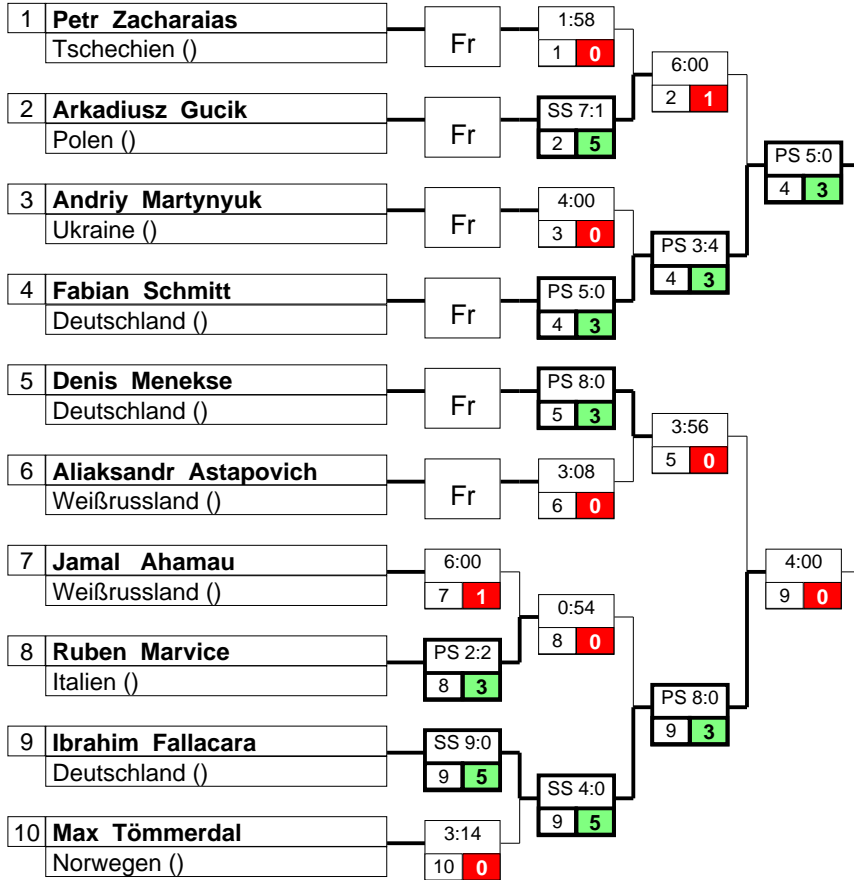 1 Petr Zacharaias
Tschechien ()
Fr
1:58
1 0
6:00
2 1
2 Arkadiusz Gucik
Polen ()
Fr
SS 7:1
2 5
PS 5:0
4 3
3 Andriy Martynyuk
Ukraine ()
Fr
4:00
3 0
PS 3:4
4 3
4 Fabian Schmitt
Deutschland ()
Fr
PS 5:0
4 3
5 Denis Menekse
Deutschland ()
Fr
PS 8:0
5 3
3:56
5 0
6 Aliaksandr Astapovich
Weißrussland ()
Fr
3:08
6 0
7 Jamal Ahamau
Weißrussland ()
6:00
7 1
4:00
9 0
0:54
8 0
8 Ruben Marvice
Italien ()
PS 2:2
8 3
PS 8:0
9 3
9 Ibrahim Fallacara
Deutschland ()
SS 9:0
9 5
SS 4:0
9 5
10 Max Tömmerdal
Norwegen ()
3:14
10 0